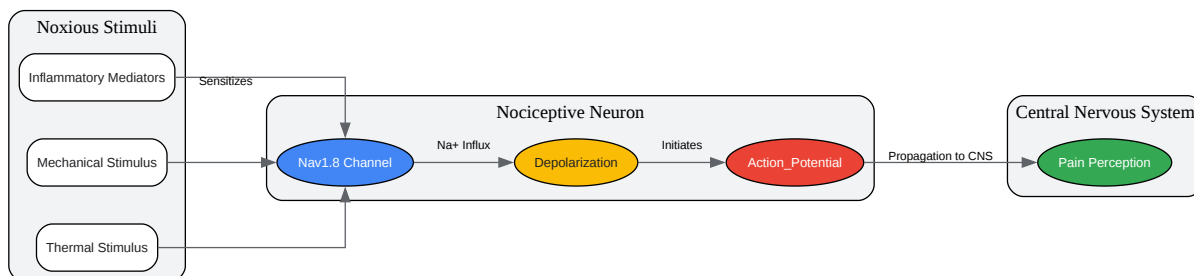 Noxious Stimuli
Inflammatory Mediators
Sensitizes
Mechanical Stimulus
Thermal Stimulus
Nociceptive Neuron
Nav1.8 Channel
Na+ Influx
Depolarization
Initiates
Action_Potential
Propagation to CNS
Central Nervous System
Pain Perception